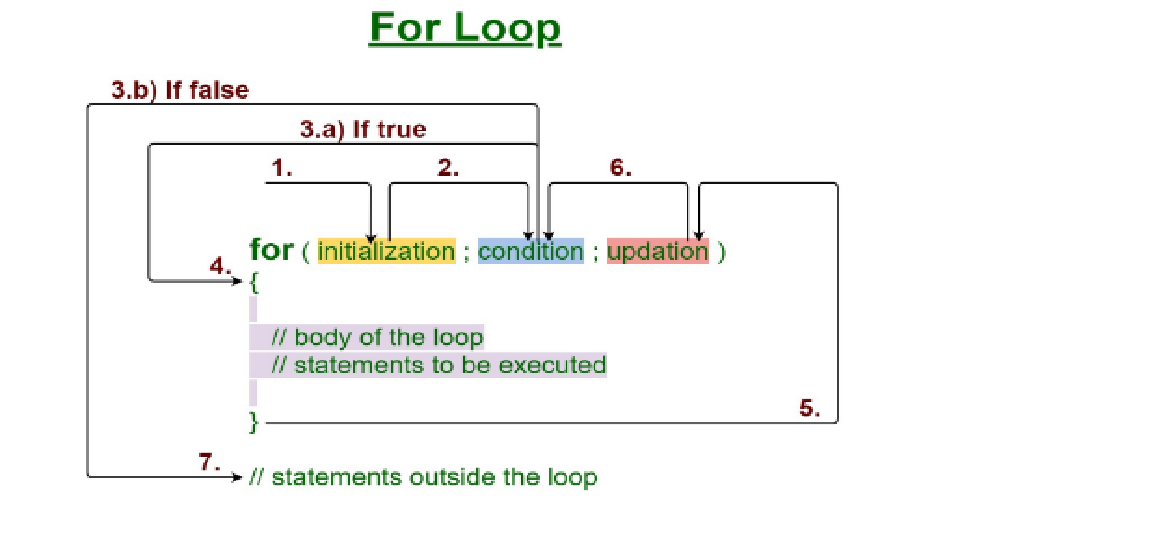 For Loop
3.b) If false
3.a) If true
1.
2.
6.
for ( initialization ; condition ; updation )
4.
{
// body of the loop
// statements to be executed
5.
}
7.
// statements outside the loop